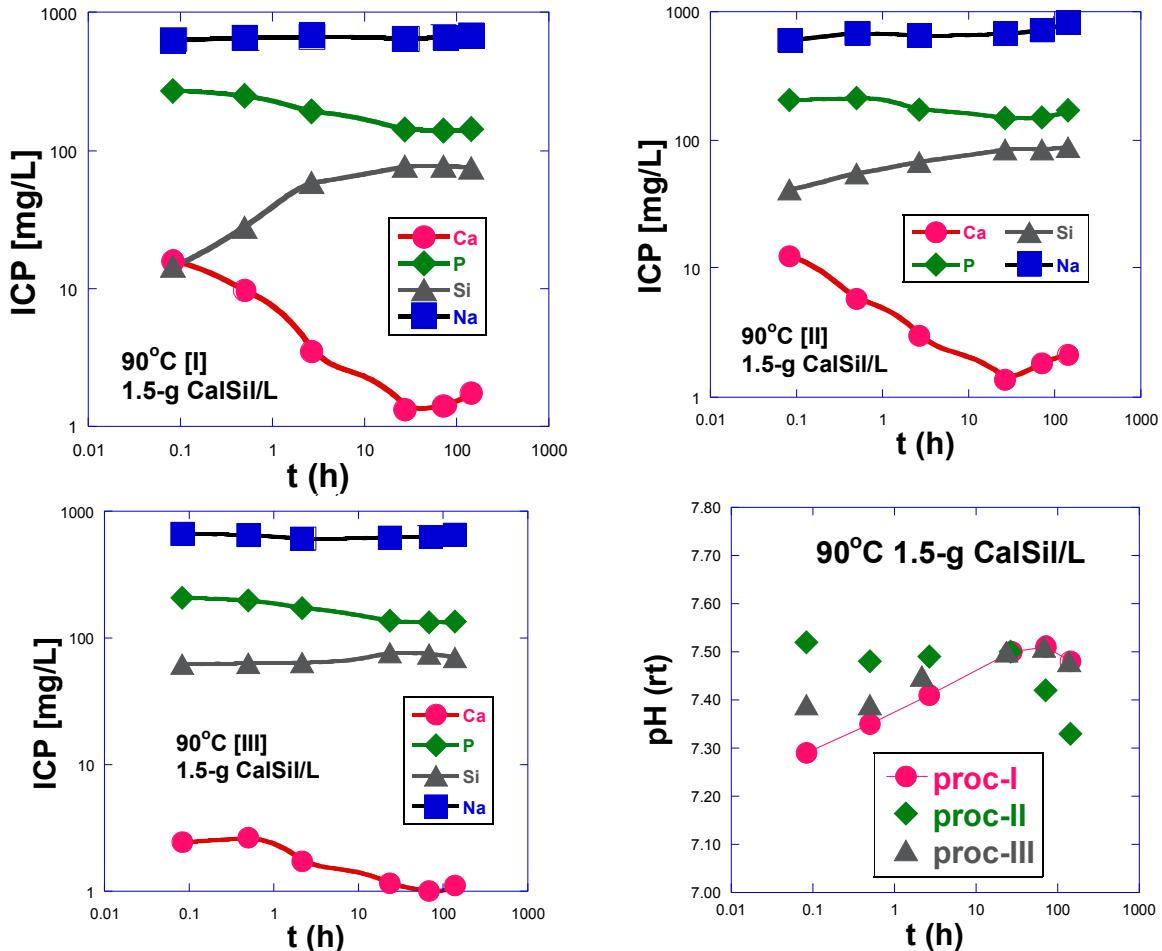 1000
100
10
1
ICP [mg/L]
Ca
P
Si
Na
90°C [I]
1.5-g CalSil/L
0.01 0.1 1 10 100 1000
t (h)
1000
100
10
1
ICP [mg/L]
Ca Si
P Na
90°C [II]
1.5-g CalSil/L
0.01 0.1 1 10 100 1000
t (h)
1000
100
10
1
ICP [mg/L]
Ca
P
Si
Na
90°C [III]
1.5-g CalSil/L
0.01 0.1 1 10 100 1000
t (h)
7.80
7.70
7.60
7.50
7.40
7.30
7.20
7.10
7.00
pH (rt)
90°C 1.5-g CalSil/L
proc-I
proc-II
proc-III
0.01 0.1 1 10 100 1000
t (h)